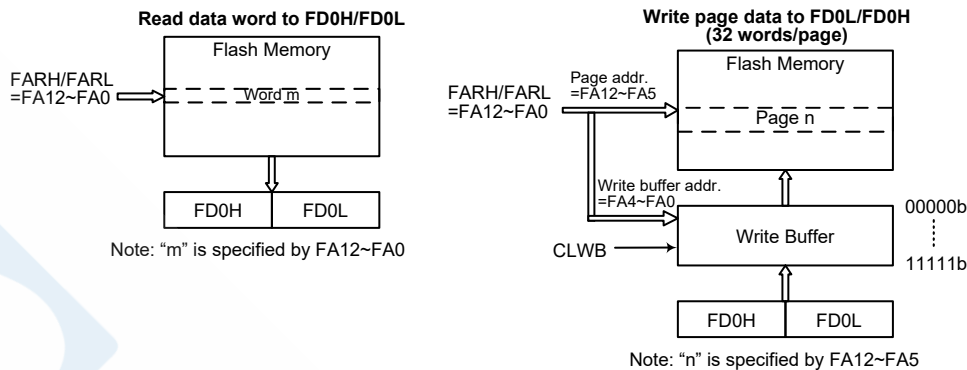 Read data word to FD0H/FD0L
Flash Memory
FARH/FARL
=FA12~FA0
Word m
FD0H
FD0L
Note: “m” is specified by FA12~FA0
Write page data to FD0L/FD0H
(32 words/page)
Flash Memory
FARH/FARL
=FA12~FA0
Page addr.
=FA12~FA5
Page n
Write buffer addr.
=FA4~FA0
Write Buffer
00000b
11111b
CLWB
FD0H
FD0L
Note: “n” is specified by FA12~FA5